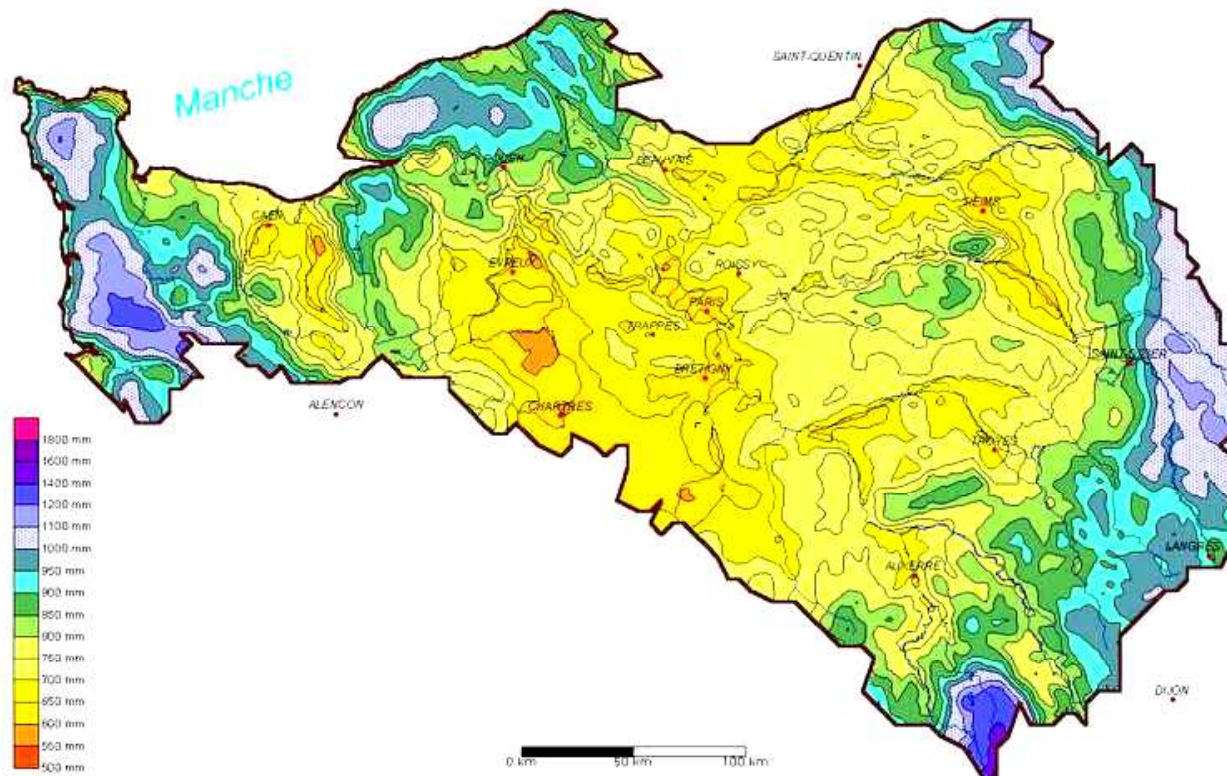 SAINT-QUENTIN
Manche
ROUEN
BEAUVAIS
REIMS
CAEN
EVREUX
ROISSY
PARIS
TRAPPES
SAINT-DIZIER
BRETIGNY
ALENCON
CHARTRES
TROYES
LANGRES
AUXERRE
DIJON
1800 mm
1600 mm
1400 mm
1200 mm
1100 mm
1000 mm
950 mm
900 mm
850 mm
800 mm
750 mm
700 mm
650 mm
600 mm
550 mm
500 mm
0 km
50 km
100 km